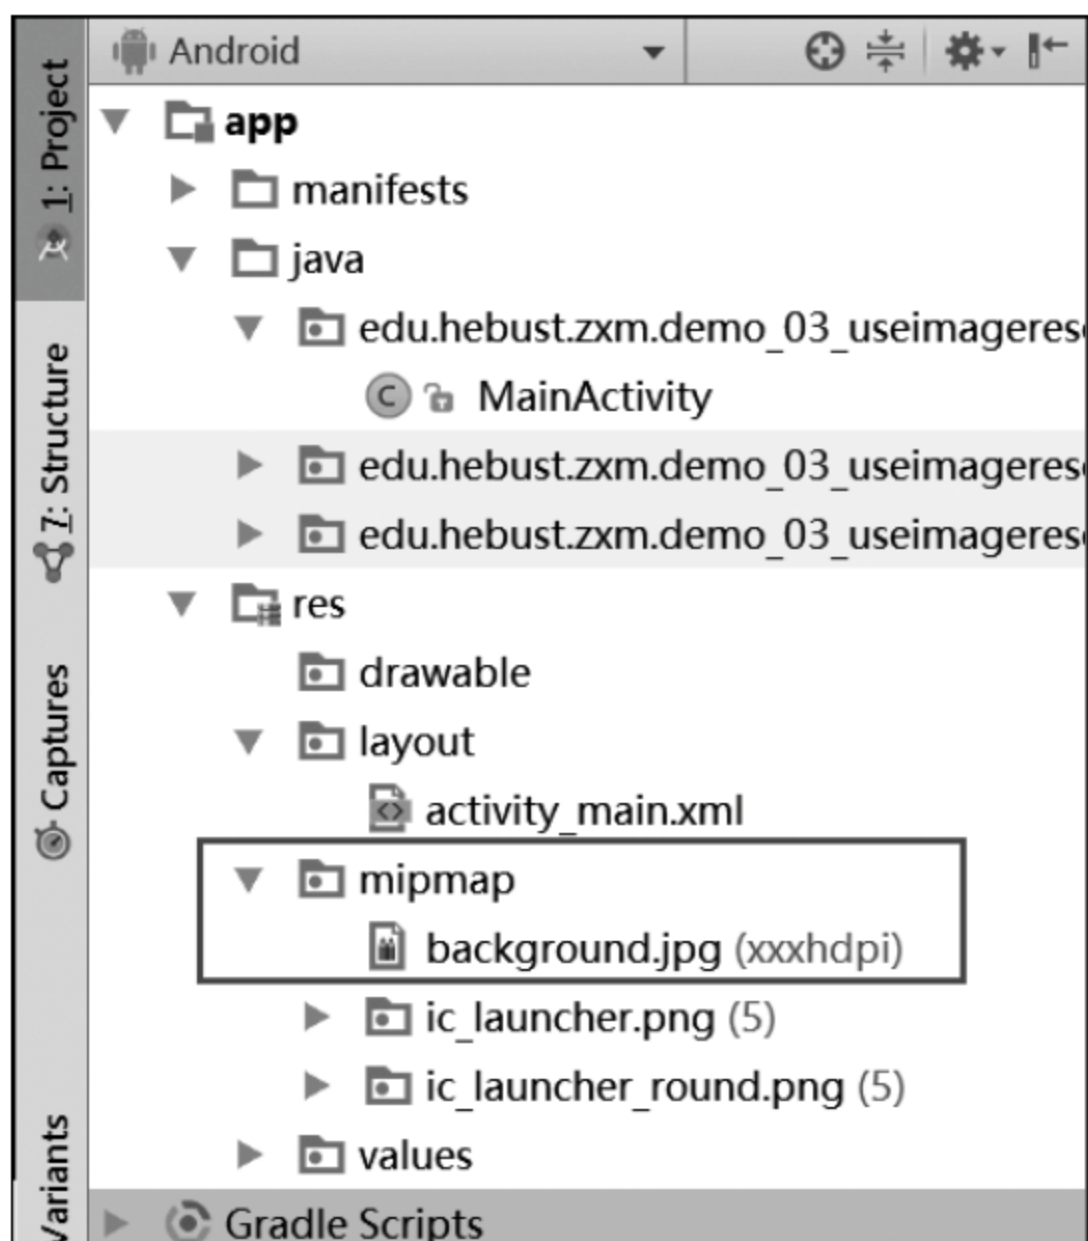 Android
1: Project
7: Structure
Captures
Variants
app
manifests
java
edu.hebust.zxm.demo_03_useimageres
MainActivity
edu.hebust.zxm.demo_03_useimageres
edu.hebust.zxm.demo_03_useimageres
res
drawable
layout
activity_main.xml
mipmap
background.jpg (xxxhdpi)
ic_launcher.png (5)
ic_launcher_round.png (5)
values
Gradle Scripts